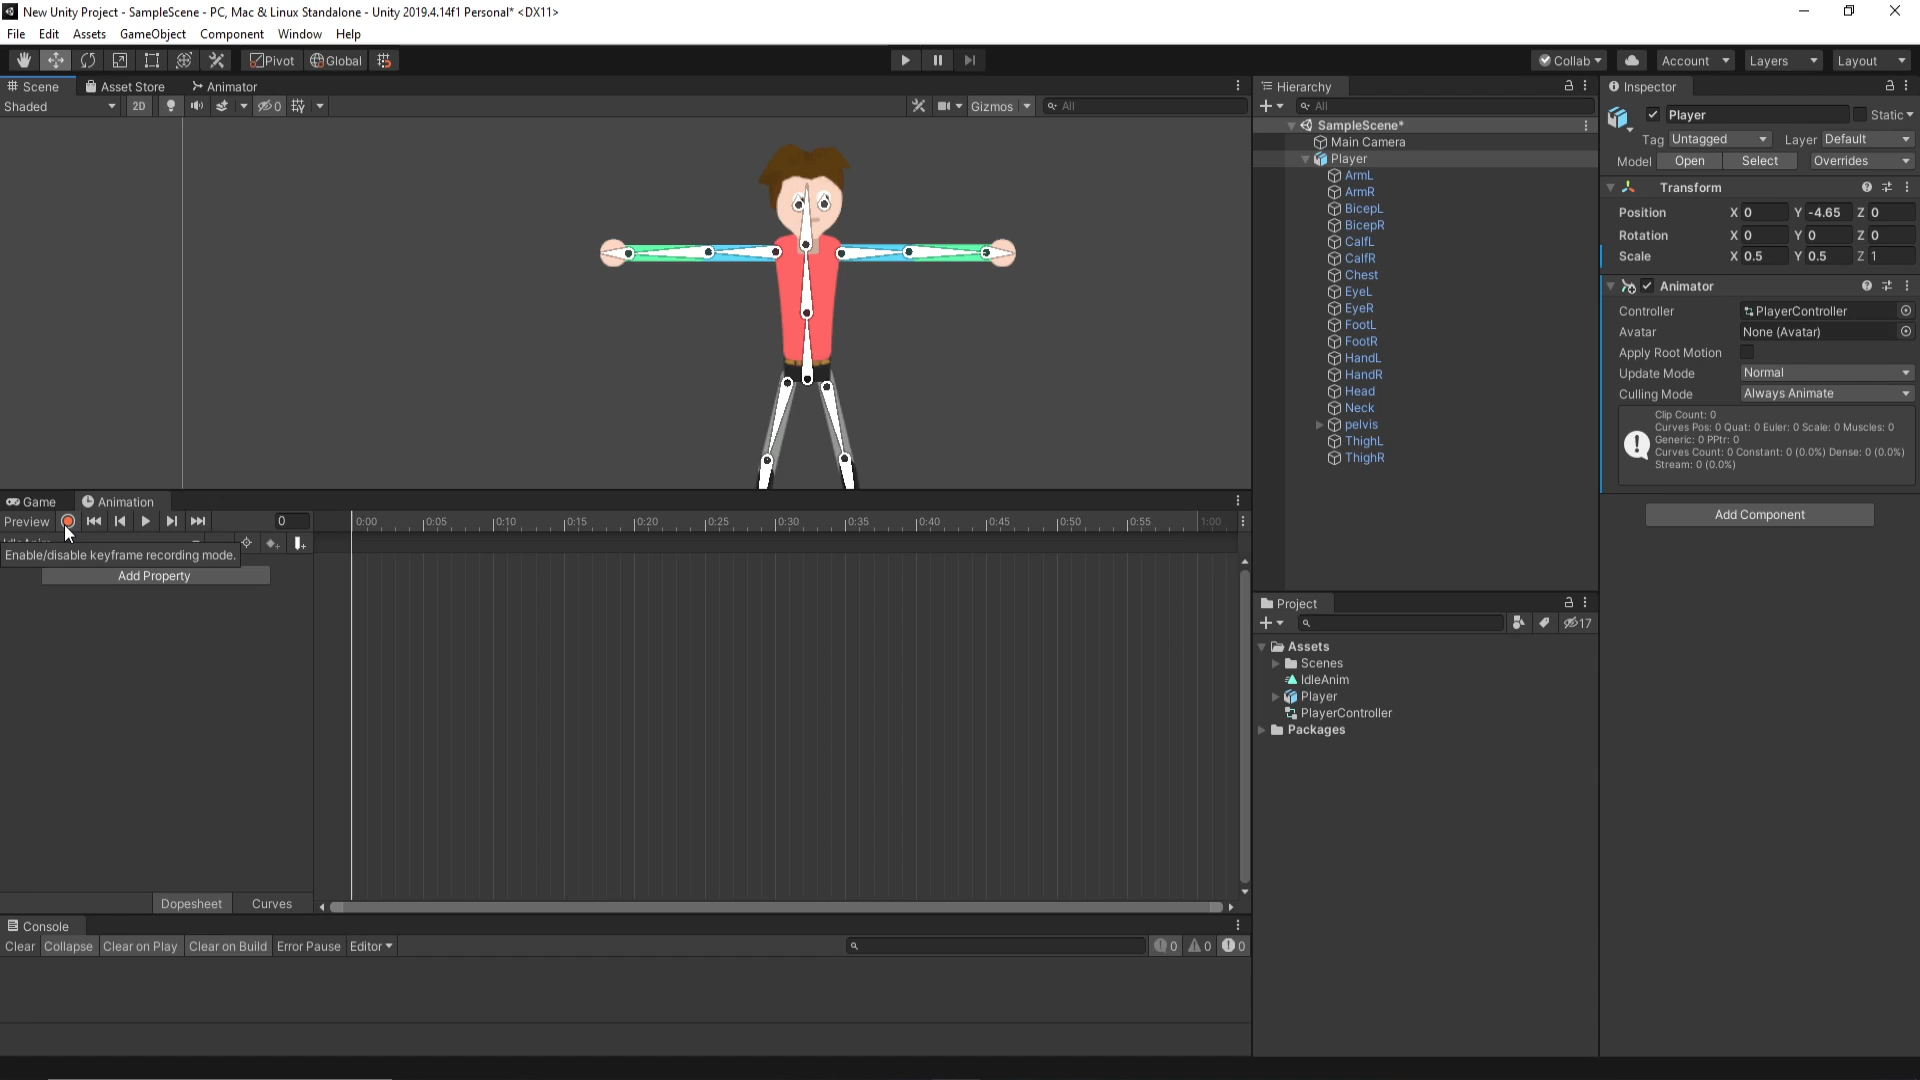 New Unity Project - SampleScene - PC, Mac & Linux Standalone - Unity 2019.4.14f1 Personal* <DX11>
File Edit Assets GameObject Component Window Help
Pivot Global Collab Account Layers Layout
Scene Asset Store Animator
Shaded 2D 0 Gizmos All
Hierarchy
All
SampleScene*
Main Camera
Player
ArmL
ArmR
BicepL
BicepR
CalfL
CalfR
Chest
EyeL
EyeR
FootL
FootR
HandL
HandR
Head
Neck
pelvis
ThighL
ThighR
Inspector
Player Static
Tag Untagged Layer Default
Model Open Select Overrides
Transform
Position X 0 Y -4.65 Z 0
Rotation X 0 Y 0 Z 0
Scale X 0.5 Y 0.5 Z 1
Animator
Controller PlayerController
Avatar None (Avatar)
Apply Root Motion
Update Mode Normal
Culling Mode Always Animate
Clip Count: 0
Curves Pos: 0 Quat: 0 Euler: 0 Scale: 0 Muscles: 0
Generic: 0 PPtr: 0
Curves Count: 0 Constant: 0 (0.0%) Dense: 0 (0.0%)
Stream: 0 (0.0%)
Add Component
Game Animation
Preview 0 0:00 0:05 0:10 0:15 0:20 0:25 0:30 0:35 0:40 0:45 0:50 0:55 1:00
Enable/disable keyframe recording mode.
Add Property
Dopesheet Curves
Project
17
Assets
Scenes
IdleAnim
Player
PlayerController
Packages
Console
Clear Collapse Clear on Play Clear on Build Error Pause Editor 0 0 0